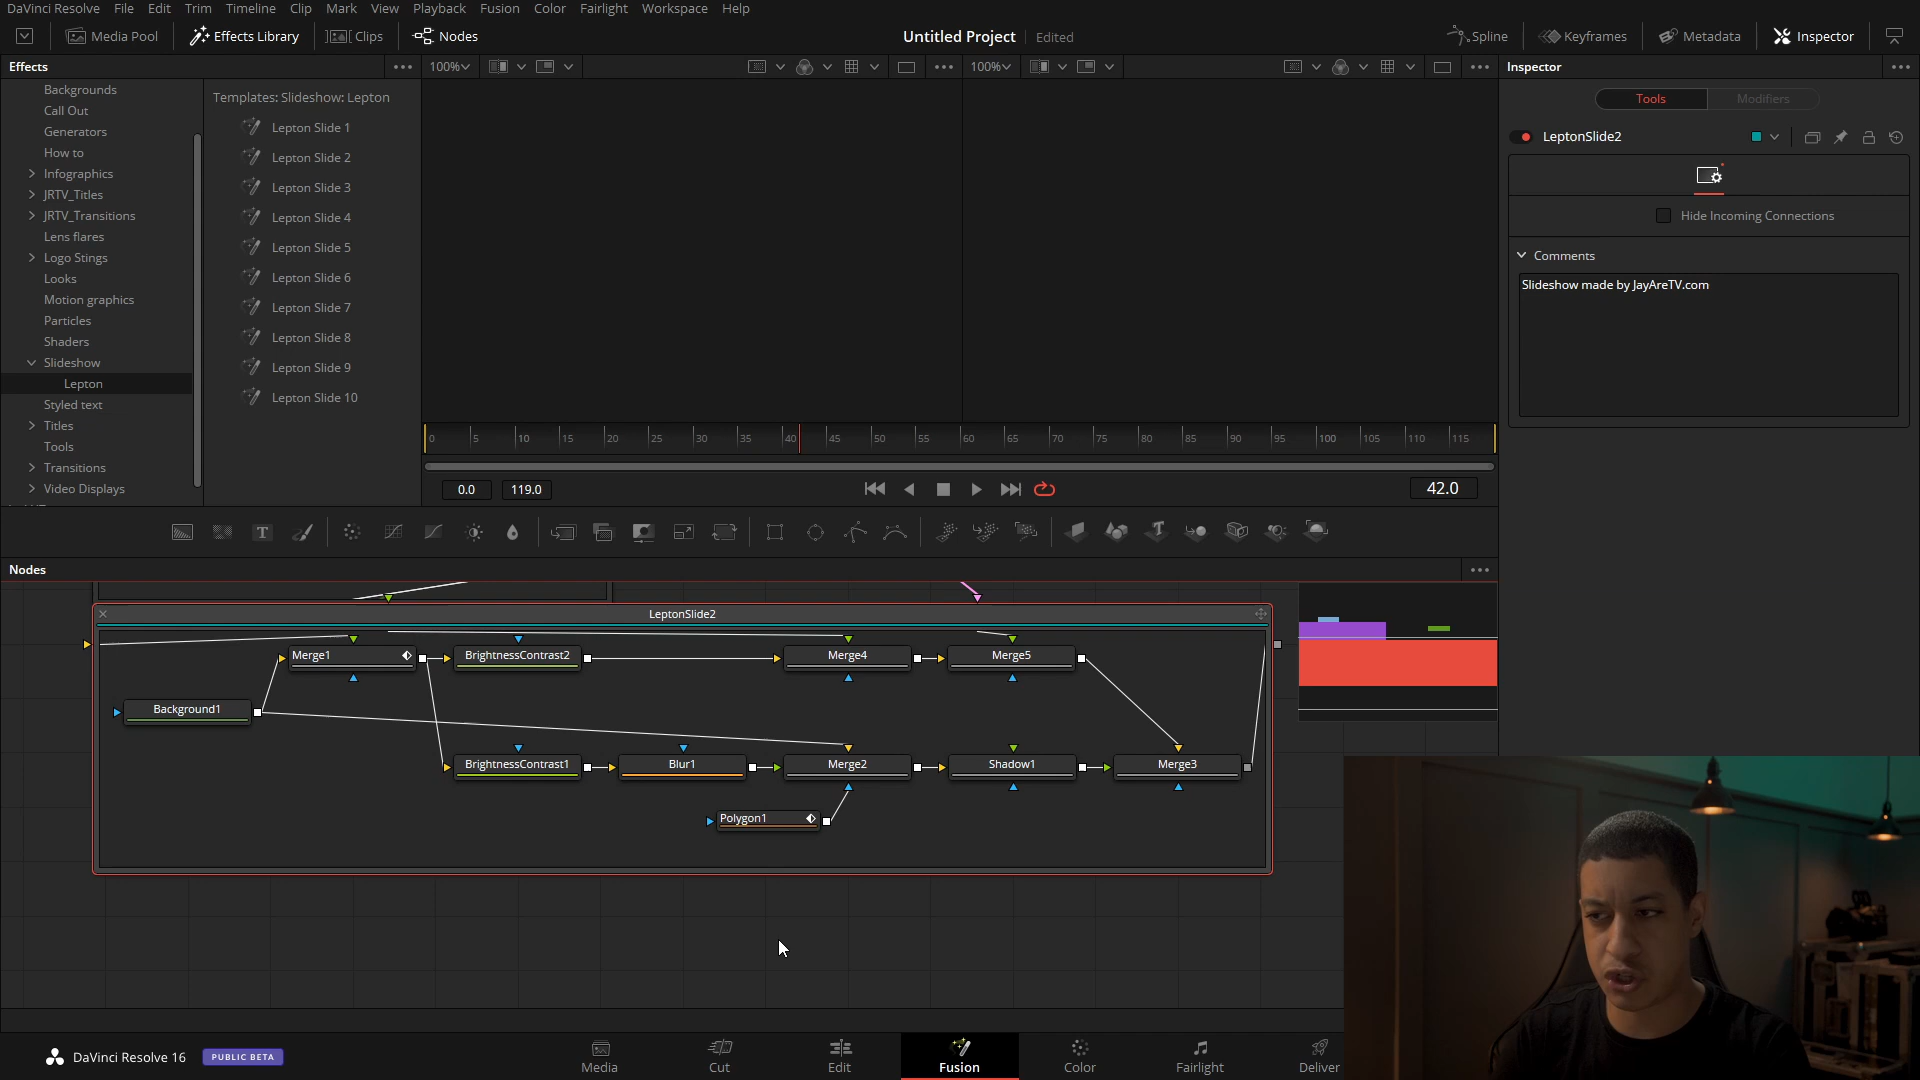 DaVinci Resolve File Edit Trim Timeline Clip Mark View Playback Fusion Color Fairlight Workspace Help
Media Pool Effects Library Clips Nodes Untitled Project Edited Spline Keyframes Metadata Inspector
Effects 100% 100% Inspector
Backgrounds
Call Out
Generators
How to
Infographics
JRTV_Titles
JRTV_Transitions
Lens flares
Logo Stings
Looks
Motion graphics
Particles
Shaders
Slideshow
Lepton
Styled text
Titles
Tools
Transitions
Video Displays
Templates: Slideshow: Lepton
Lepton Slide 1
Lepton Slide 2
Lepton Slide 3
Lepton Slide 4
Lepton Slide 5
Lepton Slide 6
Lepton Slide 7
Lepton Slide 8
Lepton Slide 9
Lepton Slide 10
0 5 10 15 20 25 30 35 40 45 50 55 60 65 70 75 80 85 90 95 100 105 110 115
0.0 119.0 42.0
Tools Modifiers
LeptonSlide2
Hide Incoming Connections
Comments
Slideshow made by JayAreTV.com
Nodes
LeptonSlide2
Merge1 BrightnessContrast2 Merge4 Merge5
Background1
BrightnessContrast1 Blur1 Merge2 Shadow1 Merge3
Polygon1
DaVinci Resolve 16 PUBLIC BETA
Media Cut Edit Fusion Color Fairlight Deliver